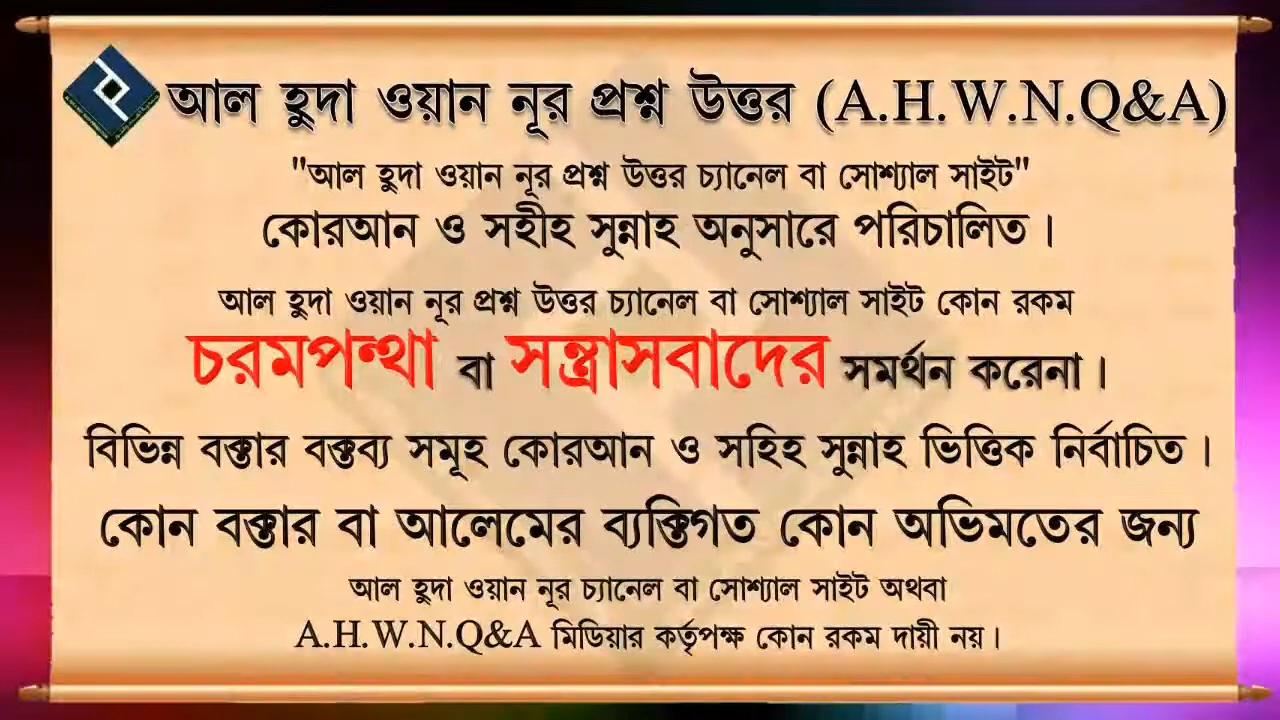 আল হুদা ওয়ান নূর প্রশ্ন উত্তর (A.H.W.N.Q&A)
"আল হুদা ওয়ান নূর প্রশ্ন উত্তর চ্যানেল বা সোশ্যাল সাইট"
কোরআন ও সহীহ সুন্নাহ অনুসারে পরিচালিত।
আল হুদা ওয়ান নূর প্রশ্ন উত্তর চ্যানেল বা সোশ্যাল সাইট কোন রকম
চরমপন্থা বা সন্ত্রাসবাদের সমর্থন করেনা।
বিভিন্ন বক্তার বক্তব্য সমূহ কোরআন ও সহিহ সুন্নাহ ভিত্তিক নির্বাচিত।
কোন বক্তার বা আলেমের ব্যক্তিগত কোন অভিমতের জন্য
আল হুদা ওয়ান নূর চ্যানেল বা সোশ্যাল সাইট অথবা
A.H.W.N.Q&A মিডিয়ার কর্তৃপক্ষ কোন রকম দায়ী নয়।